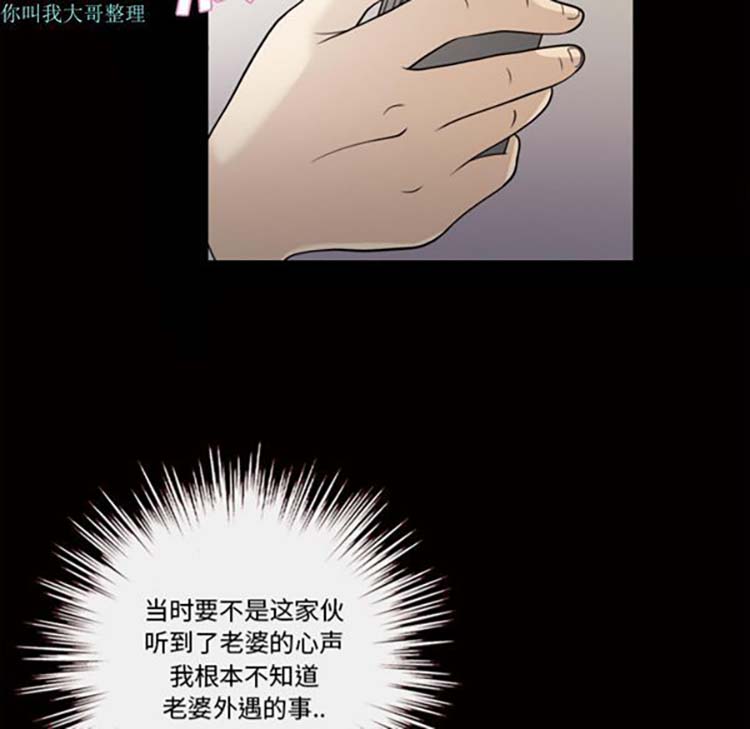 你叫我大哥整理
当时要不是这家伙
听到了老婆的心声
我根本不知道
老婆外遇的事..